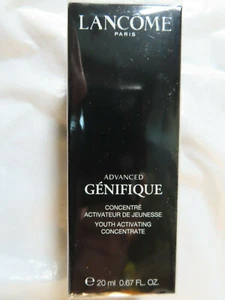 LANCÔME
PARIS
ADVANCED
GÉNIFIQUE
CONCENTRÉ
ACTIVATEUR DE JEUNESSE
YOUTH ACTIVATING
CONCENTRATE
℮ 20 ml 0.67 FL. OZ.